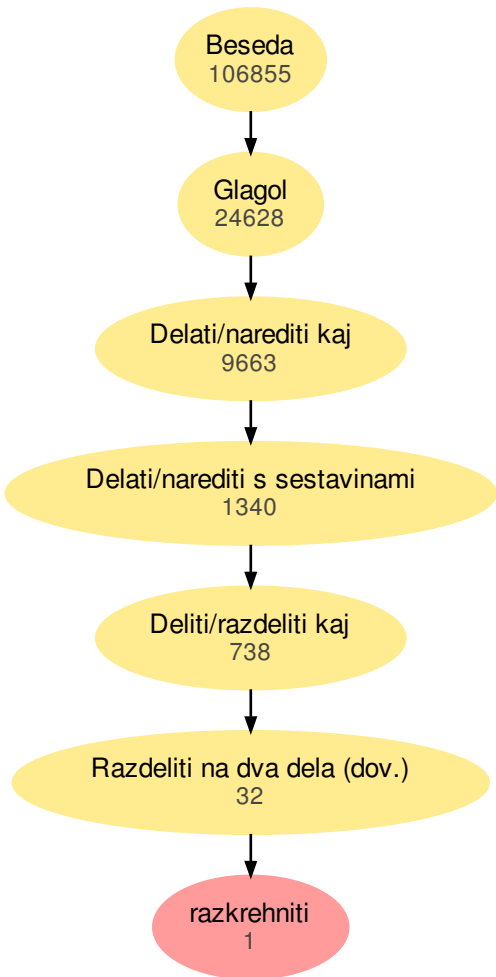 Beseda
106855
Glagol
24628
Delati/narediti kaj
9663
Delati/narediti s sestavinami
1340
Deliti/razdeliti kaj
738
Razdeliti na dva dela (dov.)
32
razkrehniti
1